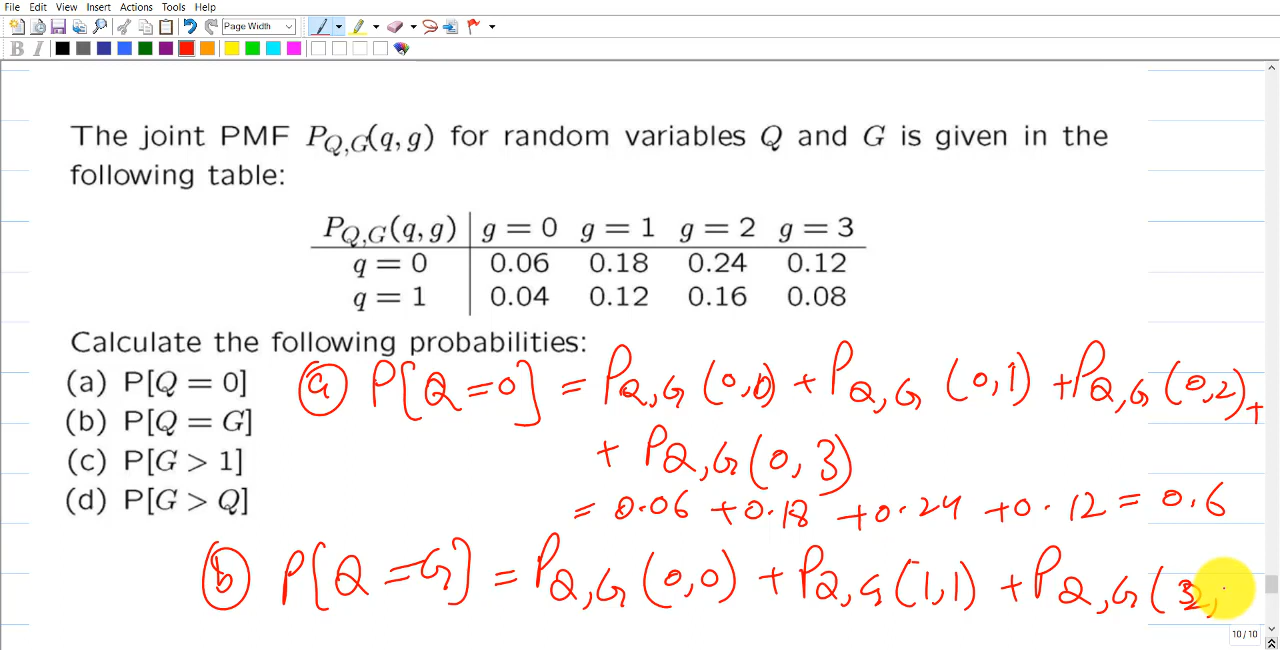 File Edit View Insert Actions Tools Help
Page Width
B I
The joint PMF P_{Q,G}(q, g) for random variables Q and G is given in the
following table:
P_{Q,G}(q, g) g = 0 g = 1 g = 2 g = 3
q = 0 0.06 0.18 0.24 0.12
q = 1 0.04 0.12 0.16 0.08
Calculate the following probabilities:
(a) P[Q = 0]
(b) P[Q = G]
(c) P[G > 1]
(d) P[G > Q]
(a) P[Q = 0] = P_{Q,G}(0,0) + P_{Q,G}(0,1) + P_{Q,G}(0,2) +
+ P_{Q,G}(0,3)
= 0.06 + 0.18 + 0.24 + 0.12 = 0.6
(b) P[Q = G] = P_{Q,G}(0,0) + P_{Q,G}(1,1) + P_{Q,G}(
10 / 10